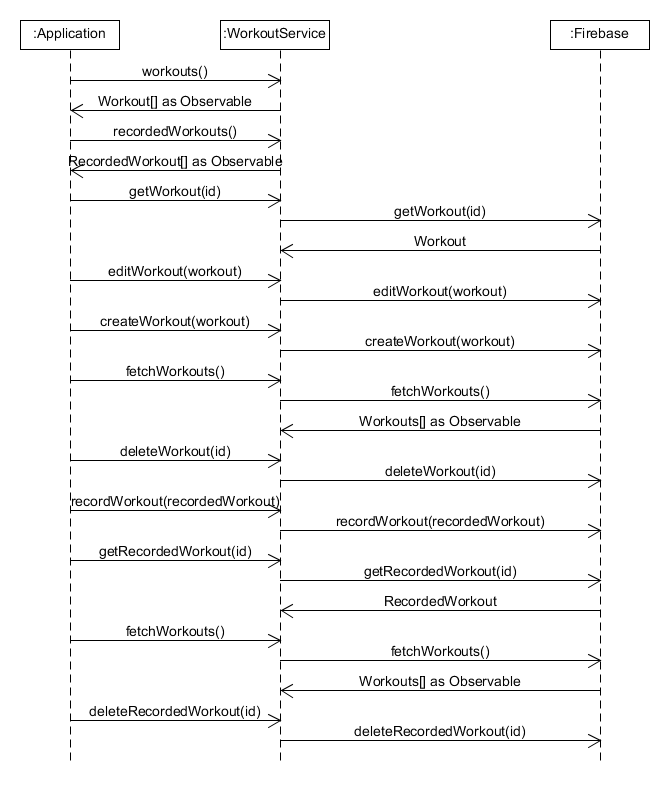 :Application
:WorkoutService
:Firebase
workouts()
Workout[] as Observable
recordedWorkouts()
RecordedWorkout[] as Observable
getWorkout(id)
getWorkout(id)
Workout
editWorkout(workout)
editWorkout(workout)
createWorkout(workout)
createWorkout(workout)
fetchWorkouts()
fetchWorkouts()
Workouts[] as Observable
deleteWorkout(id)
deleteWorkout(id)
recordWorkout(recordedWorkout)
recordWorkout(recordedWorkout)
getRecordedWorkout(id)
getRecordedWorkout(id)
RecordedWorkout
fetchWorkouts()
fetchWorkouts()
Workouts[] as Observable
deleteRecordedWorkout(id)
deleteRecordedWorkout(id)